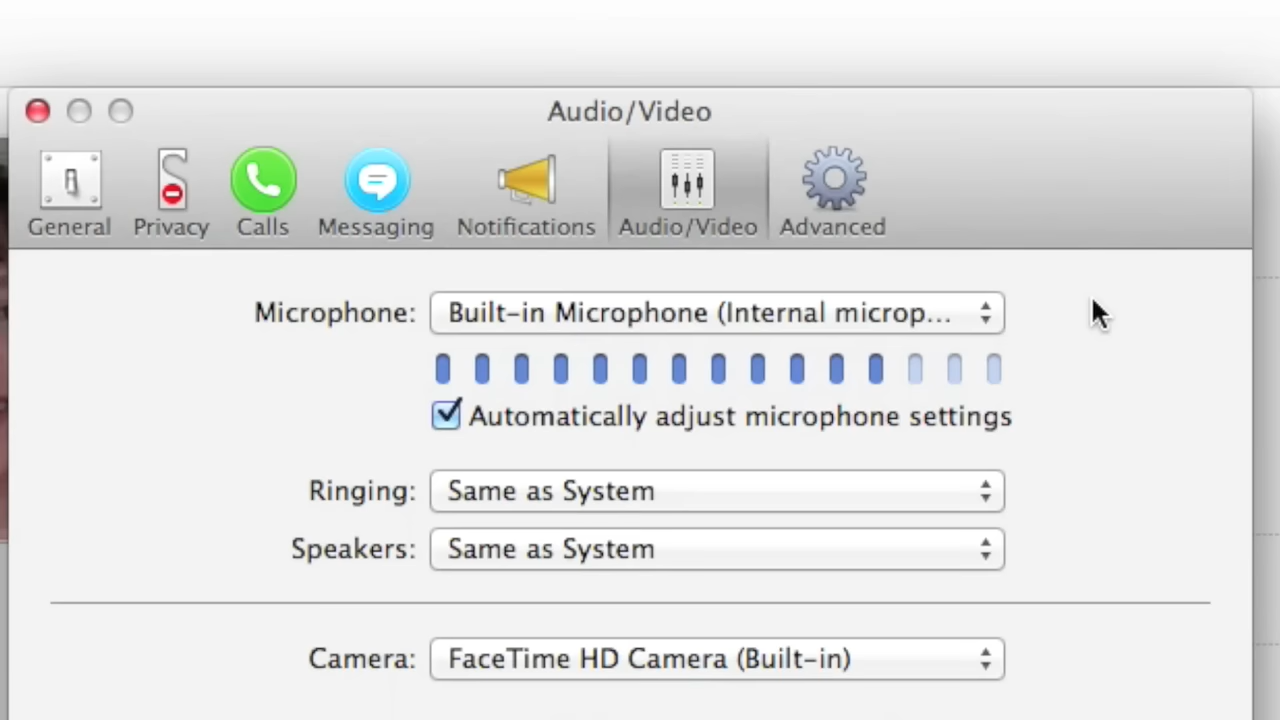 Audio/Video
General Privacy Calls Messaging Notifications Audio/Video Advanced
Microphone: Built-in Microphone (Internal microp...
Automatically adjust microphone settings
Ringing: Same as System
Speakers: Same as System
Camera: FaceTime HD Camera (Built-in)